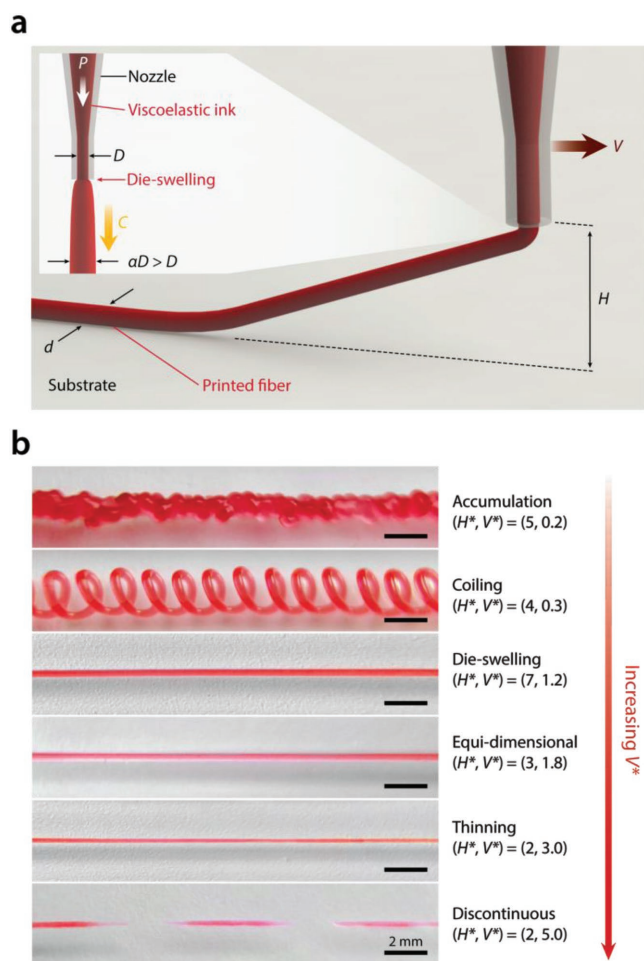 a
P
Nozzle
Viscoelastic ink
D
Die-swelling
C
αD > D
V
H
d
Substrate
Printed fiber
b
Accumulation
(H*, V*) = (5, 0.2)
Coiling
(H*, V*) = (4, 0.3)
Die-swelling
(H*, V*) = (7, 1.2)
Equi-dimensional
(H*, V*) = (3, 1.8)
Thinning
(H*, V*) = (2, 3.0)
Discontinuous
(H*, V*) = (2, 5.0)
2 mm
Increasing V*